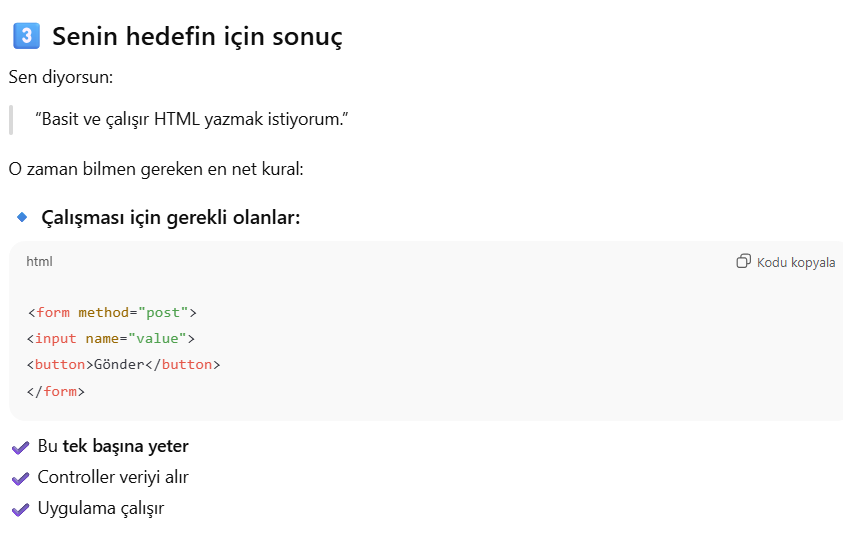 3 Senin hedefin için sonuç
Sen diyorsun:
“Basit ve çalışır HTML yazmak istiyorum.”
O zaman bilmen gereken en net kural:
Çalışması için gerekli olanlar:
html
Kodu kopyala
<form method="post">
<input name="value">
<button>Gönder</button>
</form>
Bu tek başına yeter
Controller veriyi alır
Uygulama çalışır